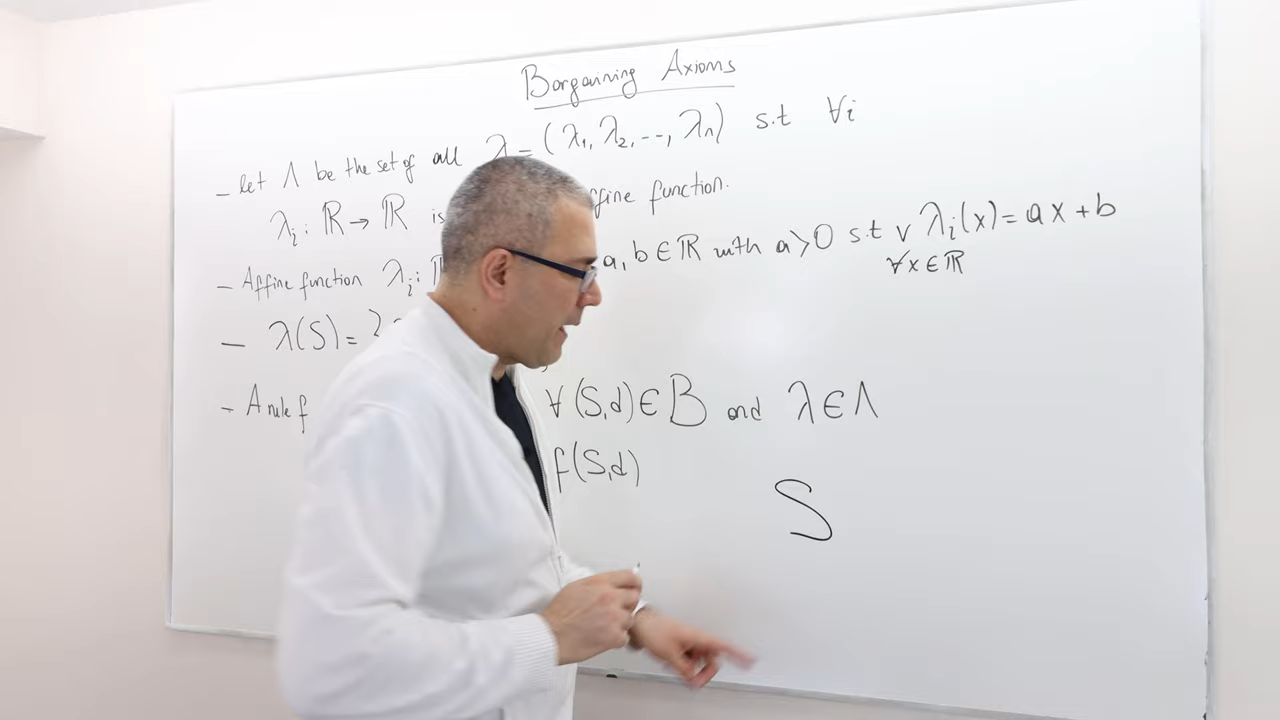 Bargaining Axioms
- let Λ be the set of all λ = (λ₁, λ₂, ..., λₙ) s.t ∀i
λᵢ : ℝ → ℝ is ffine function.
- Affine function λᵢ : a, b ∈ ℝ with a > 0 s.t ∨ λᵢ(x) = ax + b
∀x ∈ ℝ
- λ(S) =
- A rule f ∀ (S,d) ∈ B and λ ∈ Λ
f(S,d)
S